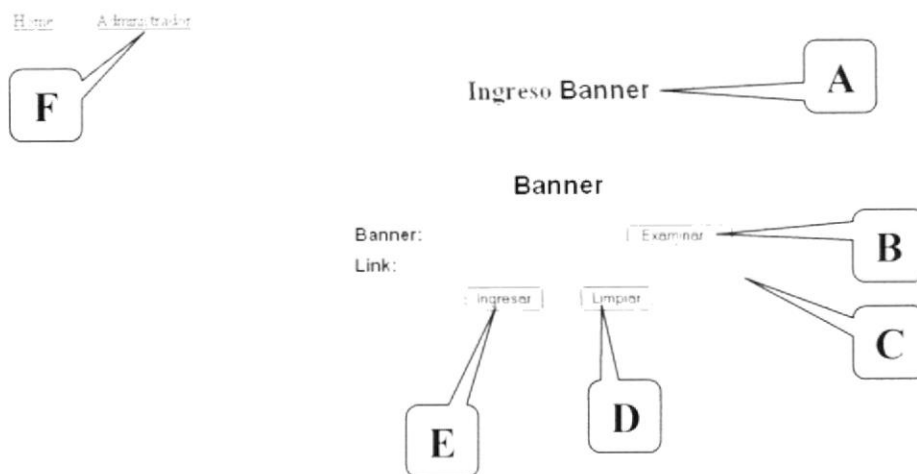 Home Administrador
F
Ingreso Banner
A
Banner
Banner:
Examinar
B
Link:
Ingresar Limpiar
C
E
D